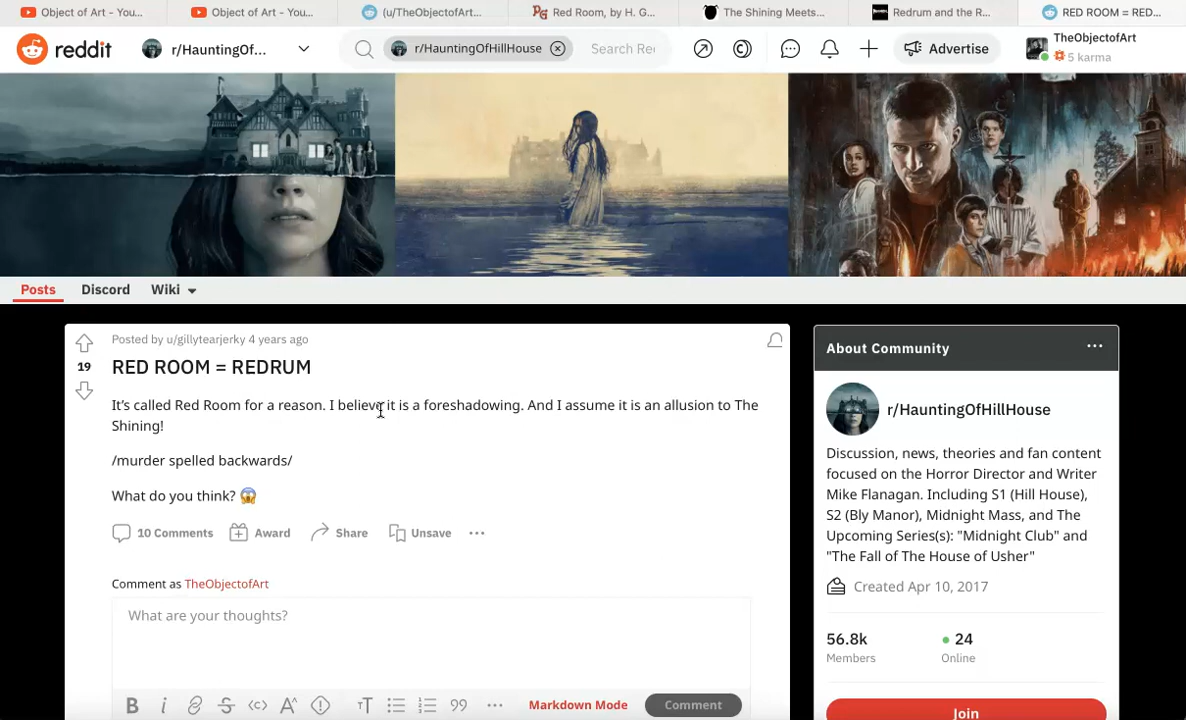 Object of Art - You...
Object of Art - You...
(u/TheObjectofArt...
Red Room, by H. G...
The Shining Meets...
Redrum and the R...
RED ROOM = RED...
reddit
r/HauntingOf...
r/HauntingOfHillHouse
Search Rec
Advertise
TheObjectofArt
5 karma
Posts
Discord
Wiki
Posted by u/gillytearjerky 4 years ago
19
RED ROOM = REDRUM
It's called Red Room for a reason. I believe it is a foreshadowing. And I assume it is an allusion to The
Shining!
/murder spelled backwards/
What do you think? 😱
10 Comments
Award
Share
Unsave
Comment as TheObjectofArt
What are your thoughts?
Markdown Mode
Comment
About Community
r/HauntingOfHillHouse
Discussion, news, theories and fan content
focused on the Horror Director and Writer
Mike Flanagan. Including S1 (Hill House),
S2 (Bly Manor), Midnight Mass, and The
Upcoming Series(s): "Midnight Club" and
"The Fall of The House of Usher"
Created Apr 10, 2017
56.8k
Members
24
Online
Join